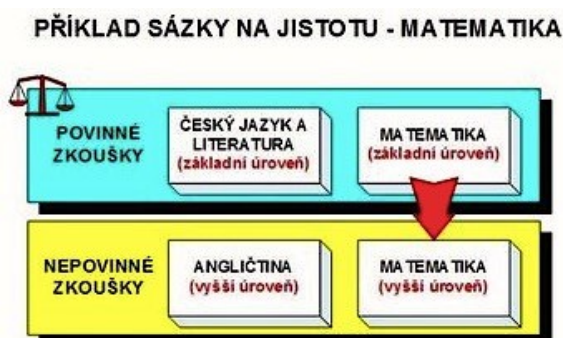 PŘÍKLAD SÁZKY NA JISTOTU - MATEMATIKA
POVINNÉ
ZKOUŠKY
ČESKÝ JAZYK A
LITERATURA
(základní úroveň)
MATEMATIKA
(základní úroveň)
NEPOVINNÉ
ZKOUŠKY
ANGLIČTINA
(vyšší úroveň)
MATEMATIKA
(vyšší úroveň)